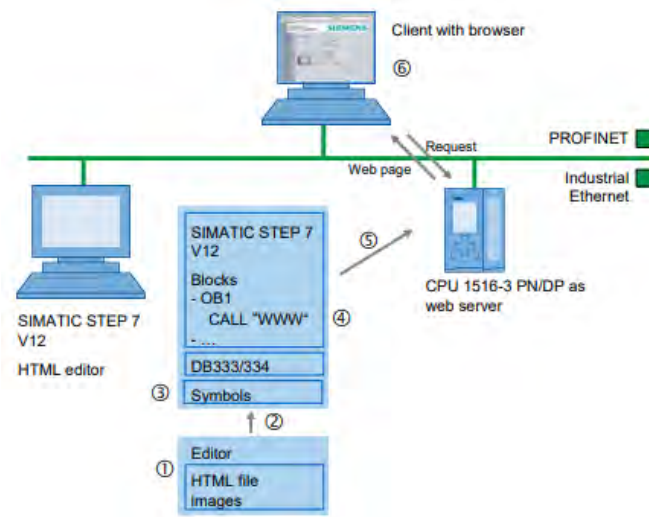 SIEMENS
Client with browser
⑥
Request
PROFINET
Web page
Industrial
Ethernet
SIMATIC STEP 7
V12
Blocks
- OB1
CALL "WWW"
- ...
⑤
④
CPU 1516-3 PN/DP as
web server
SIMATIC STEP 7
V12
HTML editor
DB333/334
③
Symbols
②
①
Editor
HTML file
Images